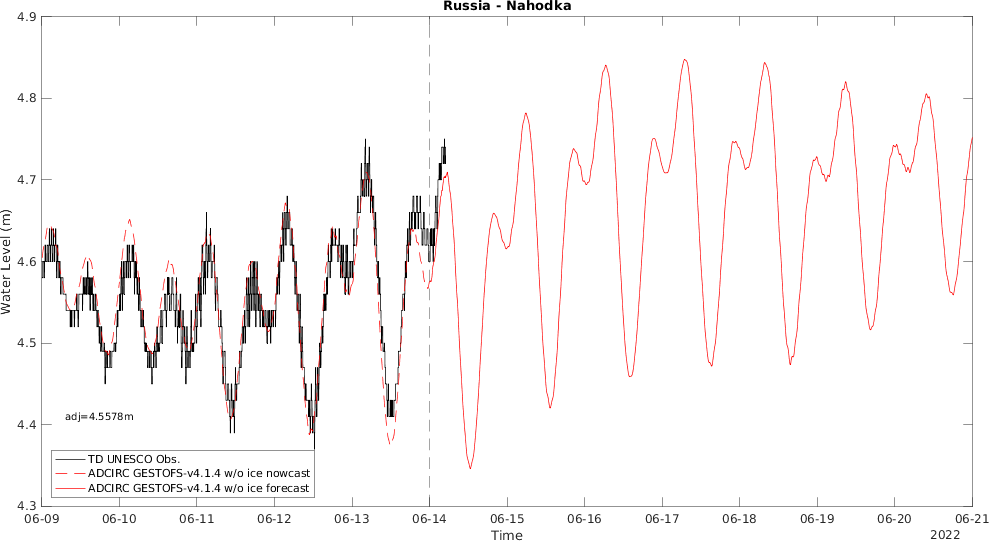 Russia - Nahodka
4.9
4.8
4.7
4.6
4.5
4.4
4.3
Water Level (m)
adj=4.5578m
TD UNESCO Obs.
ADCIRC GESTOFS-v4.1.4 w/o ice nowcast
ADCIRC GESTOFS-v4.1.4 w/o ice forecast
06-09 06-10 06-11 06-12 06-13 06-14 06-15 06-16 06-17 06-18 06-19 06-20 06-21
Time
2022